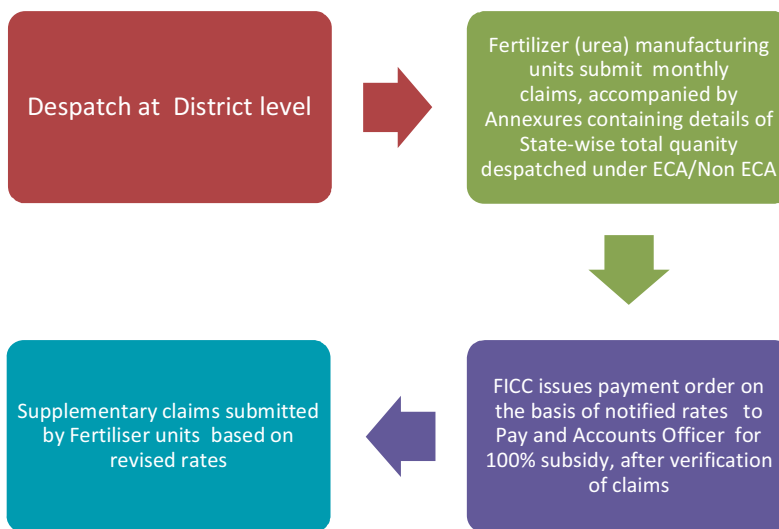 Despatch at District level
Fertilizer (urea) manufacturing
units submit monthly
claims, accompanied by
Annexures containing details of
State-wise total quanity
despatched under ECA/Non ECA
FICC issues payment order on
the basis of notified rates to
Pay and Accounts Officer for
100% subsidy, after verification
of claims
Supplementary claims submitted
by Fertiliser units based on
revised rates